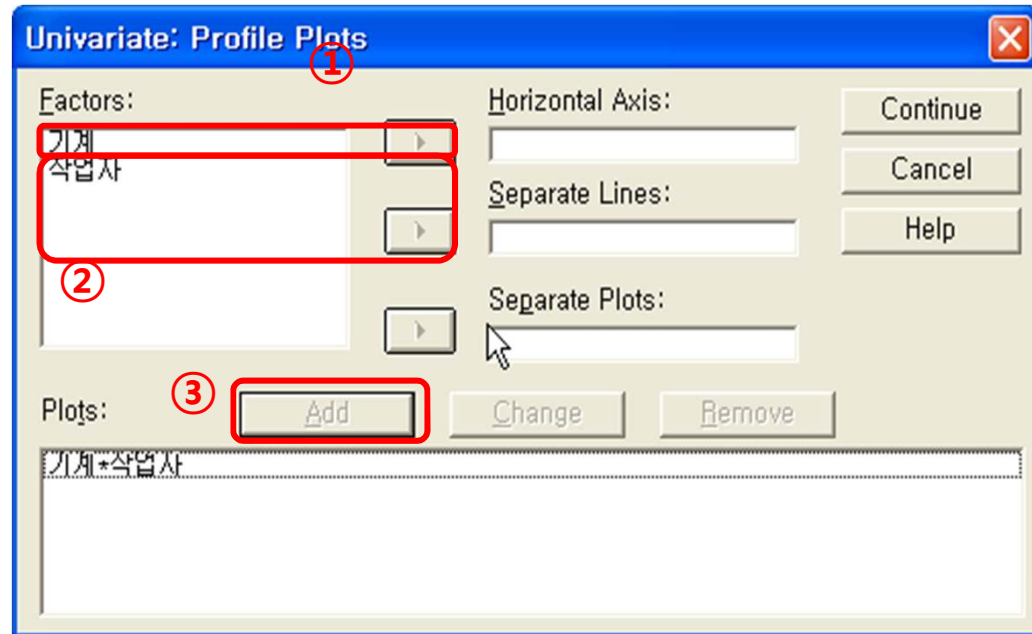 Univariate: Profile Plots
①
Factors:
기계
작업자
②
Horizontal Axis:
Separate Lines:
Separate Plots:
Continue
Cancel
Help
Plots:
③
Add
Change
Remove
기계*작업자